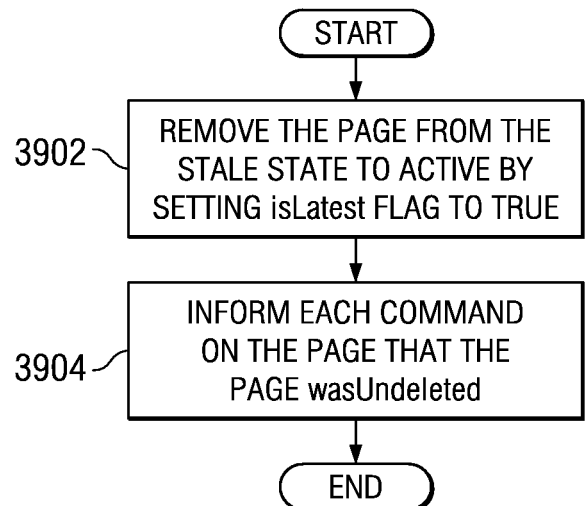 START
3902
REMOVE THE PAGE FROM THE
STALE STATE TO ACTIVE BY
SETTING isLatest FLAG TO TRUE
3904
INFORM EACH COMMAND
ON THE PAGE THAT THE
PAGE wasUndeleted
END